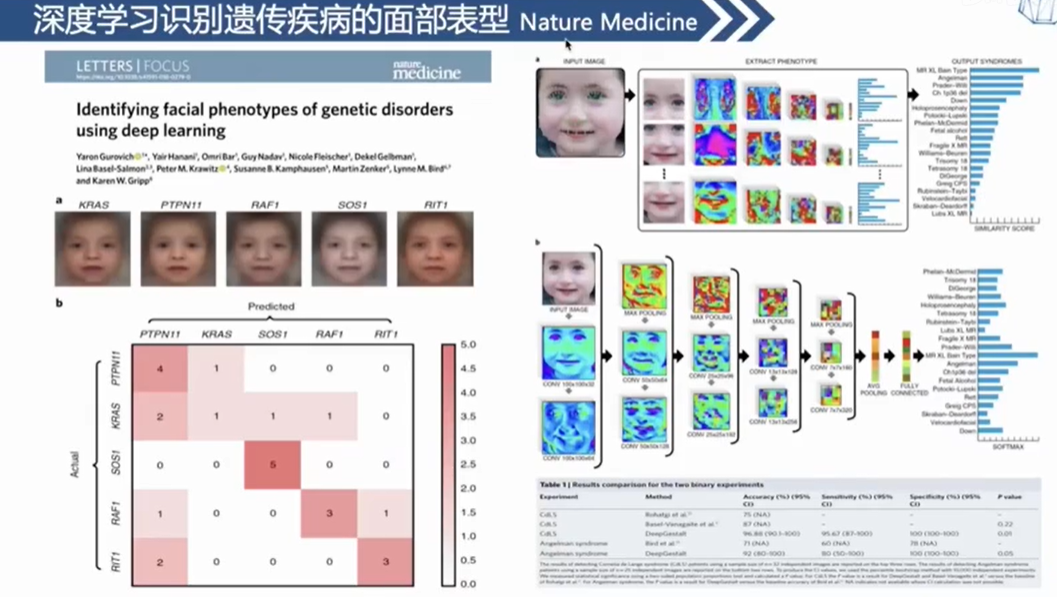 深度学习识别遗传疾病的面部表型 Nature Medicine
LETTERS | FOCUS
nature
medicine
Identifying facial phenotypes of genetic disorders
using deep learning
Yaron Gurovich, Yair Hanani, Omri Bar, Guy Nadav, Nicole Fleischer, Dekel Gelbman,
Lina Basel-Salmon, Peter M. Krawitz, Susanne B. Kamphausen, Martin Zenker, Lynne M. Bird
and Karen W. Gripp
a
KRAS PTPN11 RAF1 SOS1 RIT1
b
Predicted
PTPN11 KRAS SOS1 RAF1 RIT1
Actual
PTPN11 4 1 0 0 0
KRAS 2 1 1 1 0
SOS1 0 0 5 0 0
RAF1 1 0 0 3 1
RIT1 2 0 0 0 3
5.0
4.5
4.0
3.5
3.0
2.5
2.0
1.5
1.0
0.5
0.0
a
INPUT IMAGE
EXTRACT PHENOTYPE
OUTPUT SYNDROMES
MR XL Bain Type
Angelman
Prader–Willi
Ch 1p36 del
Down
Holoprosencephaly
Potocki–Lupski
Phelan–McDermid
Fetal alcohol
Rett
Fragile X MR
Williams–Beuren
Trisomy 18
Tetrasomy 18
DiGeorge
Greig CPS
Rubinstein–Taybi
Velocardiofacial
Skraban–Deardorff
Lubs XL MR
SIMILARITY SCORE
b
INPUT IMAGE
MAX POOLING
MAX POOLING
MAX POOLING
MAX POOLING
CONV 100x100x32
CONV 50x50x64
CONV 25x25x96
CONV 13x13x128
CONV 7x7x160
CONV 100x100x64
CONV 50x50x128
CONV 25x25x192
CONV 13x13x256
CONV 7x7x320
AVG
POOLING
FULLY
CONNECTED
Phelan–McDermid
Trisomy 18
DiGeorge
Williams–Beuren
Holoprosencephaly
Tetrasomy 18
Rubinstein–Taybi
Lubs XL MR
Fragile X MR
Prader–Willi
MR XL Bain Type
Angelman
Ch1p36 del
Fetal Alcohol
Potocki–Lupski
Rett
Greig CPS
Skraban–Deardorff
Velocardiofacial
Down
SOFTMAX
Table 1 | Results comparison for the two binary experiments
Experiment Method Accuracy (%) (95% CI) Sensitivity (%) (95% CI) Specificity (%) (95% CI) P value
CdLS Rohatgi et al. 75 (NA) – – –
CdLS Basel-Vanagaite et al. 87 (NA) – – 0.22
CdLS DeepGestalt 96.88 (90.1–100) 95.67 (87–100) 100 (100–100) 0.01
Angelman syndrome Bird et al. 71 (NA) 60 (NA) 78 (NA) –
Angelman syndrome DeepGestalt 92 (80–100) 80 (50–100) 100 (100–100) 0.05